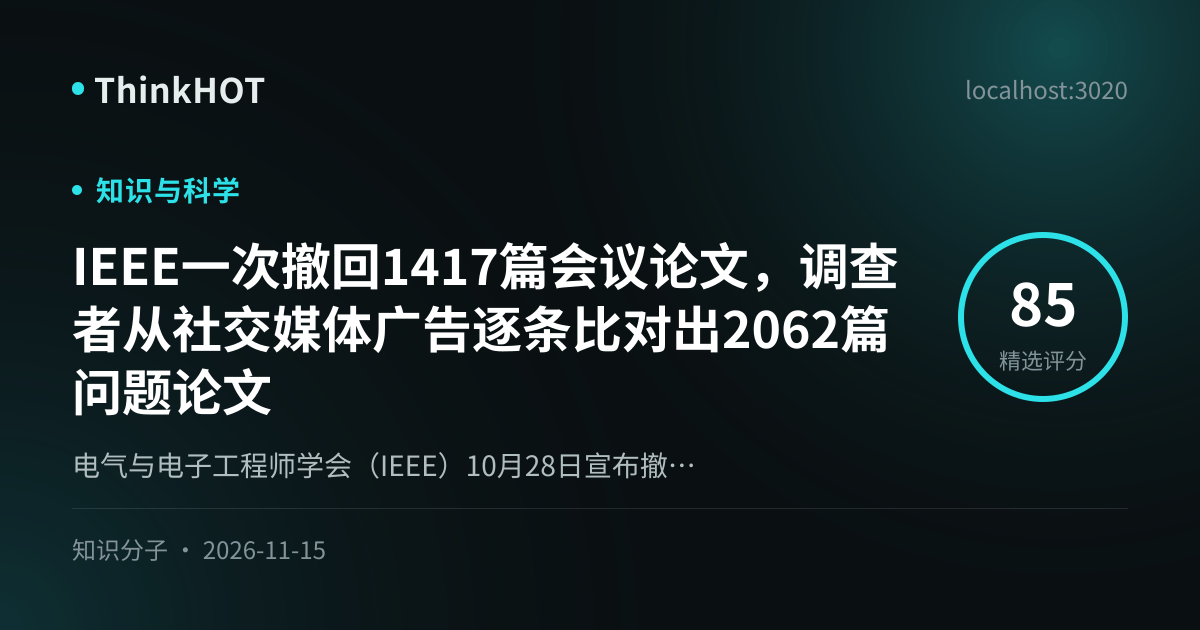 ThinkHOT
localhost:3020
知识与科学
IEEE一次撤回1417篇会议论文，调查
者从社交媒体广告逐条比对出2062篇
问题论文
85
精选评分
电气与电子工程师学会（IEEE）10月28日宣布撤…
知识分子 · 2026-11-15